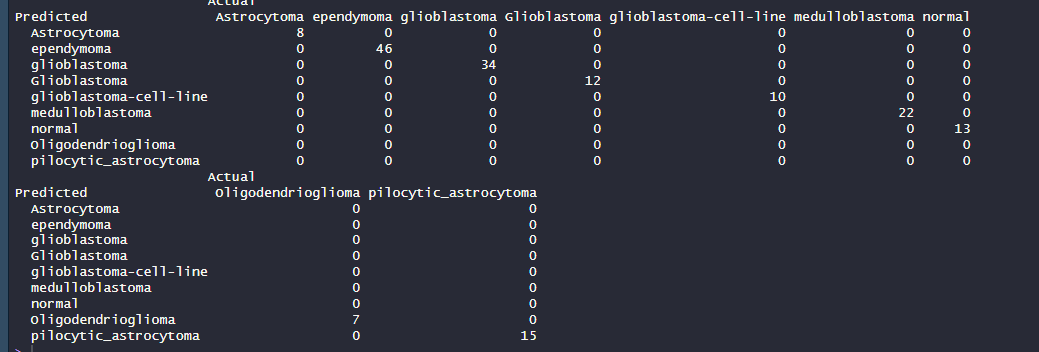 Actual
Predicted Astrocytoma ependymoma glioblastoma Glioblastoma glioblastoma-cell-line medulloblastoma normal
Astrocytoma 8 0 0 0 0 0 0
ependymoma 0 46 0 0 0 0 0
glioblastoma 0 0 34 0 0 0 0
Glioblastoma 0 0 0 12 0 0 0
glioblastoma-cell-line 0 0 0 0 10 0 0
medulloblastoma 0 0 0 0 0 22 0
normal 0 0 0 0 0 0 13
Oligodendrioglioma 0 0 0 0 0 0 0
pilocytic_astrocytoma 0 0 0 0 0 0 0
Actual
Predicted Oligodendrioglioma pilocytic_astrocytoma
Astrocytoma 0 0
ependymoma 0 0
glioblastoma 0 0
Glioblastoma 0 0
glioblastoma-cell-line 0 0
medulloblastoma 0 0
normal 0 0
Oligodendrioglioma 7 0
pilocytic_astrocytoma 0 15
>